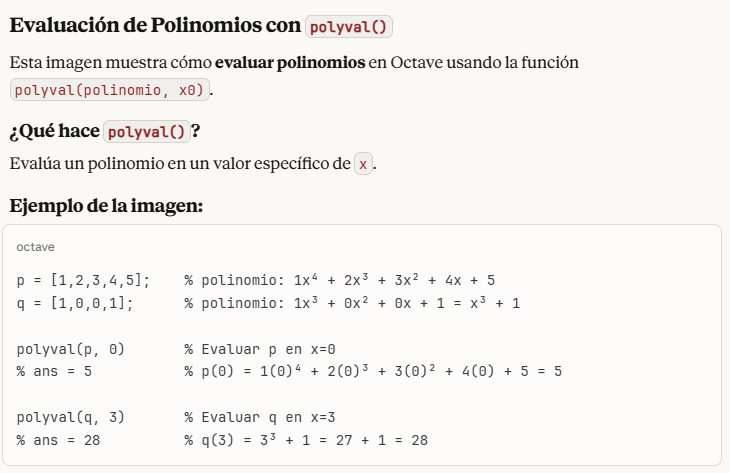 Evaluación de Polinomios con polyval()
Esta imagen muestra cómo evaluar polinomios en Octave usando la función
polyval(polinomio, x0).
¿Qué hace polyval()?
Evalúa un polinomio en un valor específico de x.
Ejemplo de la imagen:
octave
p = [1,2,3,4,5];    % polinomio: 1x⁴ + 2x³ + 3x² + 4x + 5
q = [1,0,0,1];      % polinomio: 1x³ + 0x² + 0x + 1 = x³ + 1
polyval(p, 0)       % Evaluar p en x=0
% ans = 5           % p(0) = 1(0)⁴ + 2(0)³ + 3(0)² + 4(0) + 5 = 5
polyval(q, 3)       % Evaluar q en x=3
% ans = 28          % q(3) = 3³ + 1 = 27 + 1 = 28